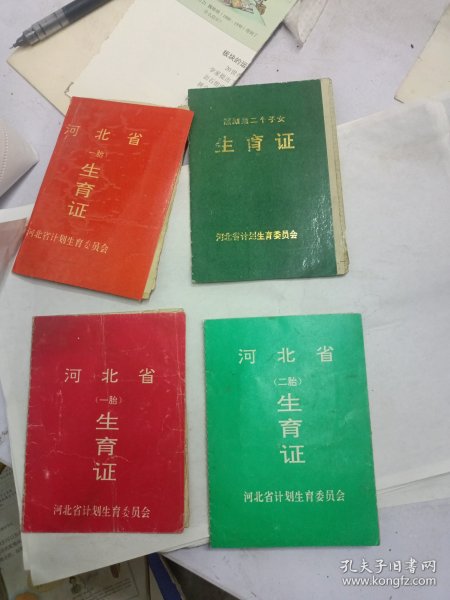 河北省
(一胎)
生
育
证
河北省计划生育委员会
第二个子女
生育证
河北省计划生育委员会
河北省
(一胎)
生
育
证
河北省计划生育委员会
河北省
(二胎)
生
育
证
河北省计划生育委员会
孔夫子旧书网
www.kongfz.com